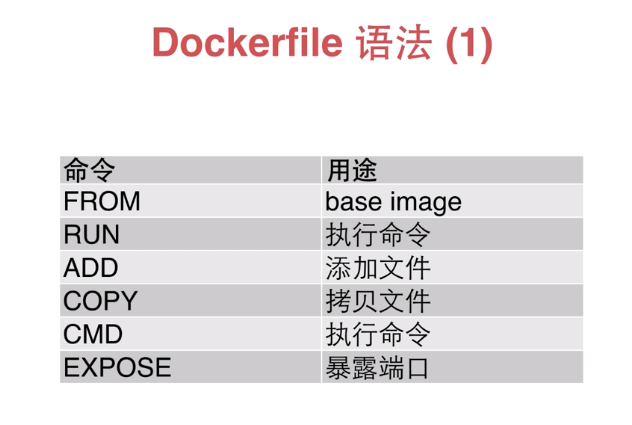 Dockerfile 语法 (1)
命令 用途
FROM base image
RUN 执行命令
ADD 添加文件
COPY 拷贝文件
CMD 执行命令
EXPOSE 暴露端口